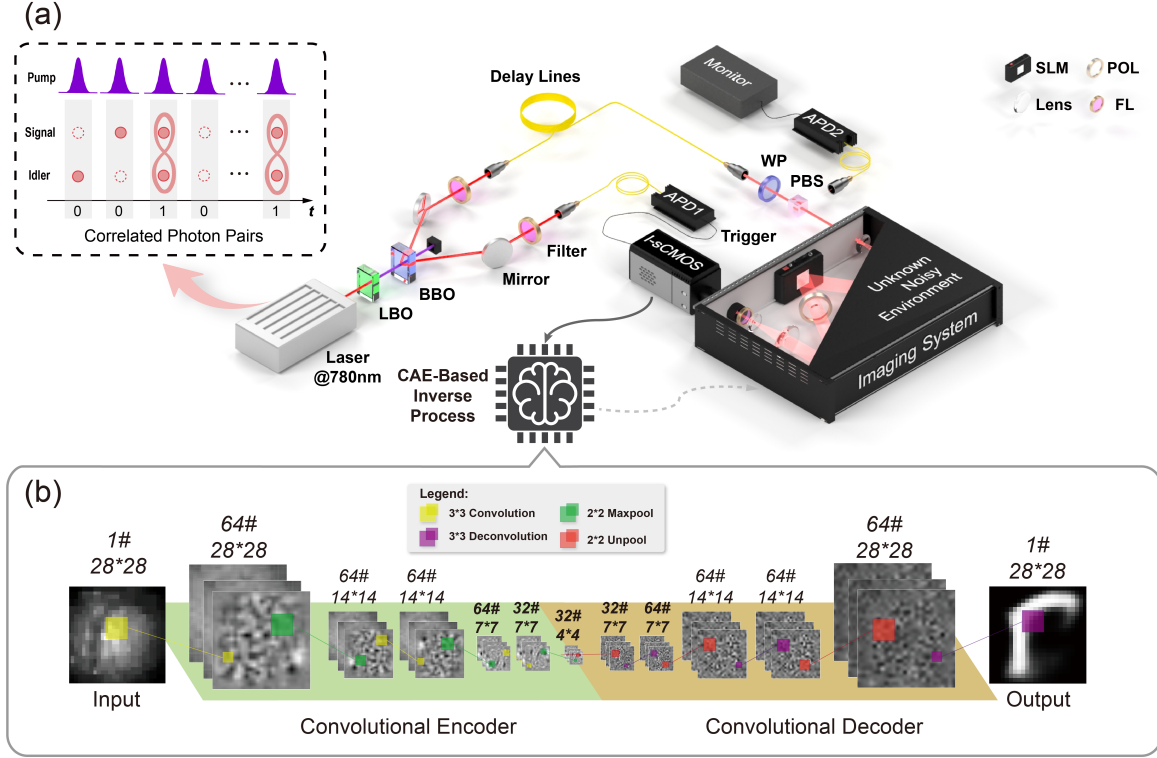 (a)
Pump
Signal
Idler
...
...
...
0 0 1 0 1 t
Correlated Photon Pairs
Delay Lines
Monitor
APD2
SLM
POL
Lens
FL
WP
PBS
APD1
Trigger
I-sCMOS
Filter
Mirror
BBO
LBO
Laser
@780nm
Unknown
Noisy
Environment
Imaging System
CAE-Based
Inverse
Process
(b)
Legend:
3*3 Convolution
2*2 Maxpool
3*3 Deconvolution
2*2 Unpool
1#
28*28
64#
28*28
64#
14*14
64#
14*14
64#
7*7
32#
7*7
32#
4*4
32#
7*7
64#
7*7
64#
14*14
64#
14*14
64#
28*28
1#
28*28
Input
Output
Convolutional Encoder
Convolutional Decoder